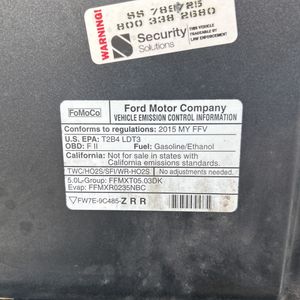 WARNING!
SS 789785
800 338 2680
S Security
Solutions
THIS VEHICLE
TRACEABLE BY
LAW ENFORCEMENT
FoMoCo
Ford Motor Company
VEHICLE EMISSION CONTROL INFORMATION
Conforms to regulations: 2015 MY FFV
U.S. EPA: T2B4 LDT3
OBD: F II Fuel: Gasoline/Ethanol
California: Not for sale in states with
California emissions standards.
TWC/HO2S/SFI/WR-HO2S No adjustments needed.
5.0L-Group: FFMXT05.03DK
Evap: FFMXR0235NBC
FW7E-9C485-ZRR